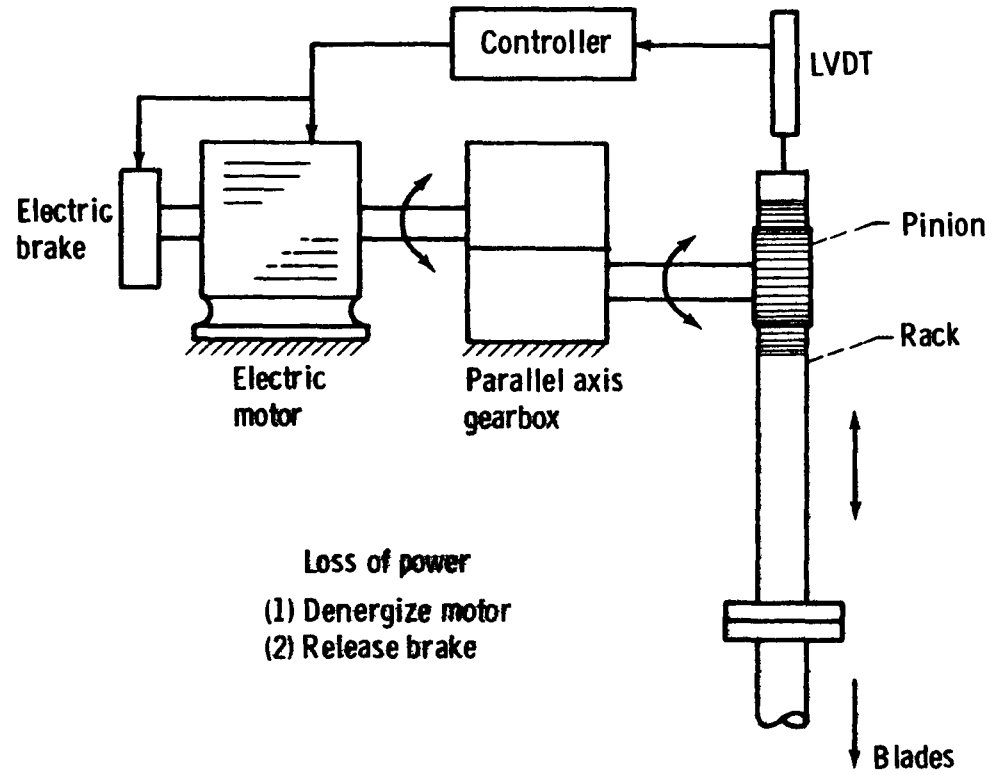 Controller
LVDT
Electric
brake
Pinion
Rack
Electric
motor
Parallel axis
gearbox
Loss of power
(1) Denergize motor
(2) Release brake
Blades